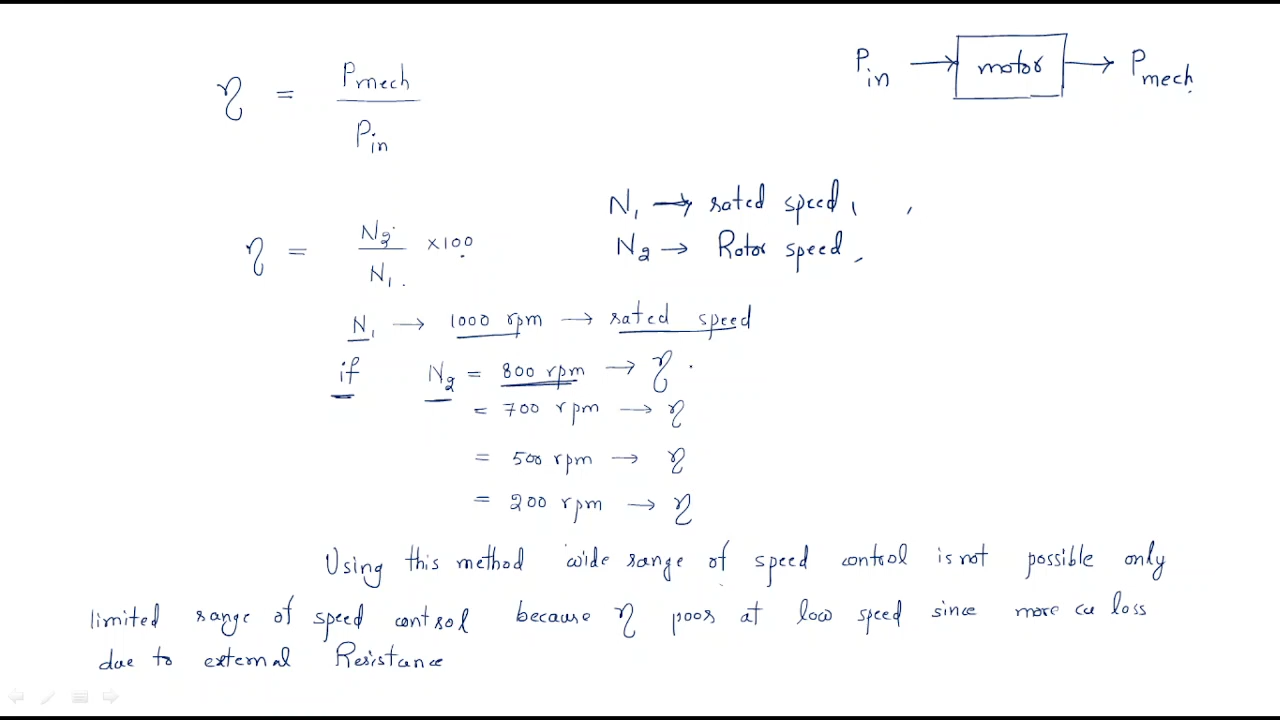 η = Pmech / Pin
Pin → motor → Pmech
N₁ → rated speed,
N₂ → Rotor speed,
η = N₂ / N₁ ×100
N₁ → 1000 rpm → rated speed
if N₂ = 800 rpm → η
= 700 rpm → η
= 500 rpm → η
= 200 rpm → η
Using this method wide range of speed control is not possible only
limited range of speed control because η poor at low speed since more cu loss
due to external Resistance